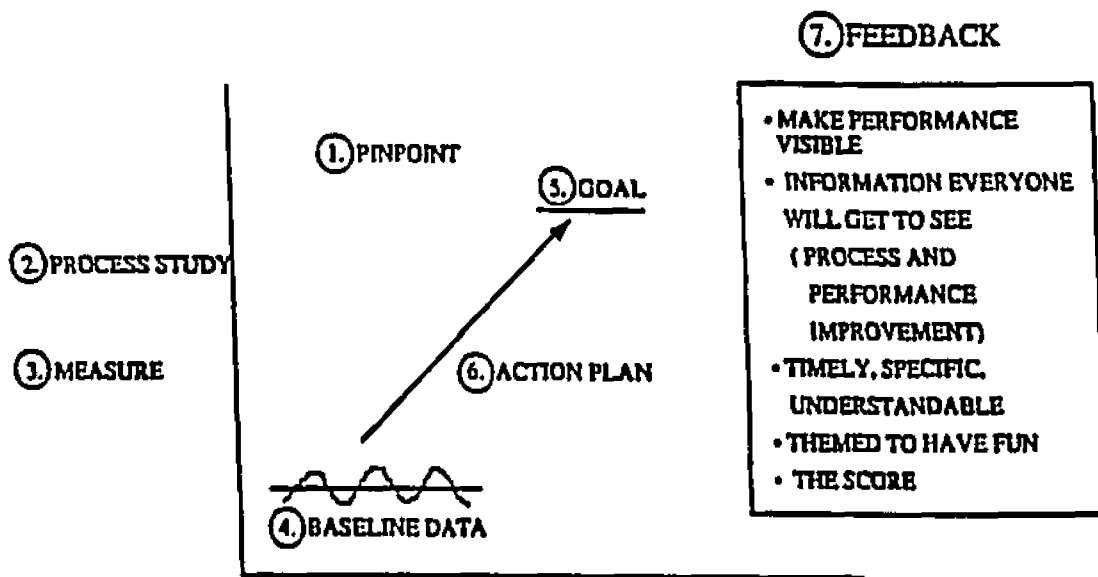 7. FEEDBACK
• MAKE PERFORMANCE
VISIBLE
• INFORMATION EVERYONE
WILL GET TO SEE
( PROCESS AND
PERFORMANCE
IMPROVEMENT)
• TIMELY, SPECIFIC,
UNDERSTANDABLE
• THEMED TO HAVE FUN
• THE SCORE
1. PINPOINT
5. GOAL
2. PROCESS STUDY
3. MEASURE
6. ACTION PLAN
4. BASELINE DATA